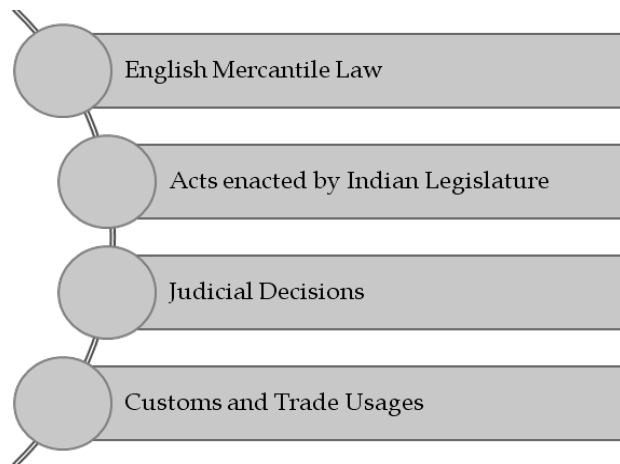 English Mercantile Law
Acts enacted by Indian Legislature
Judicial Decisions
Customs and Trade Usages